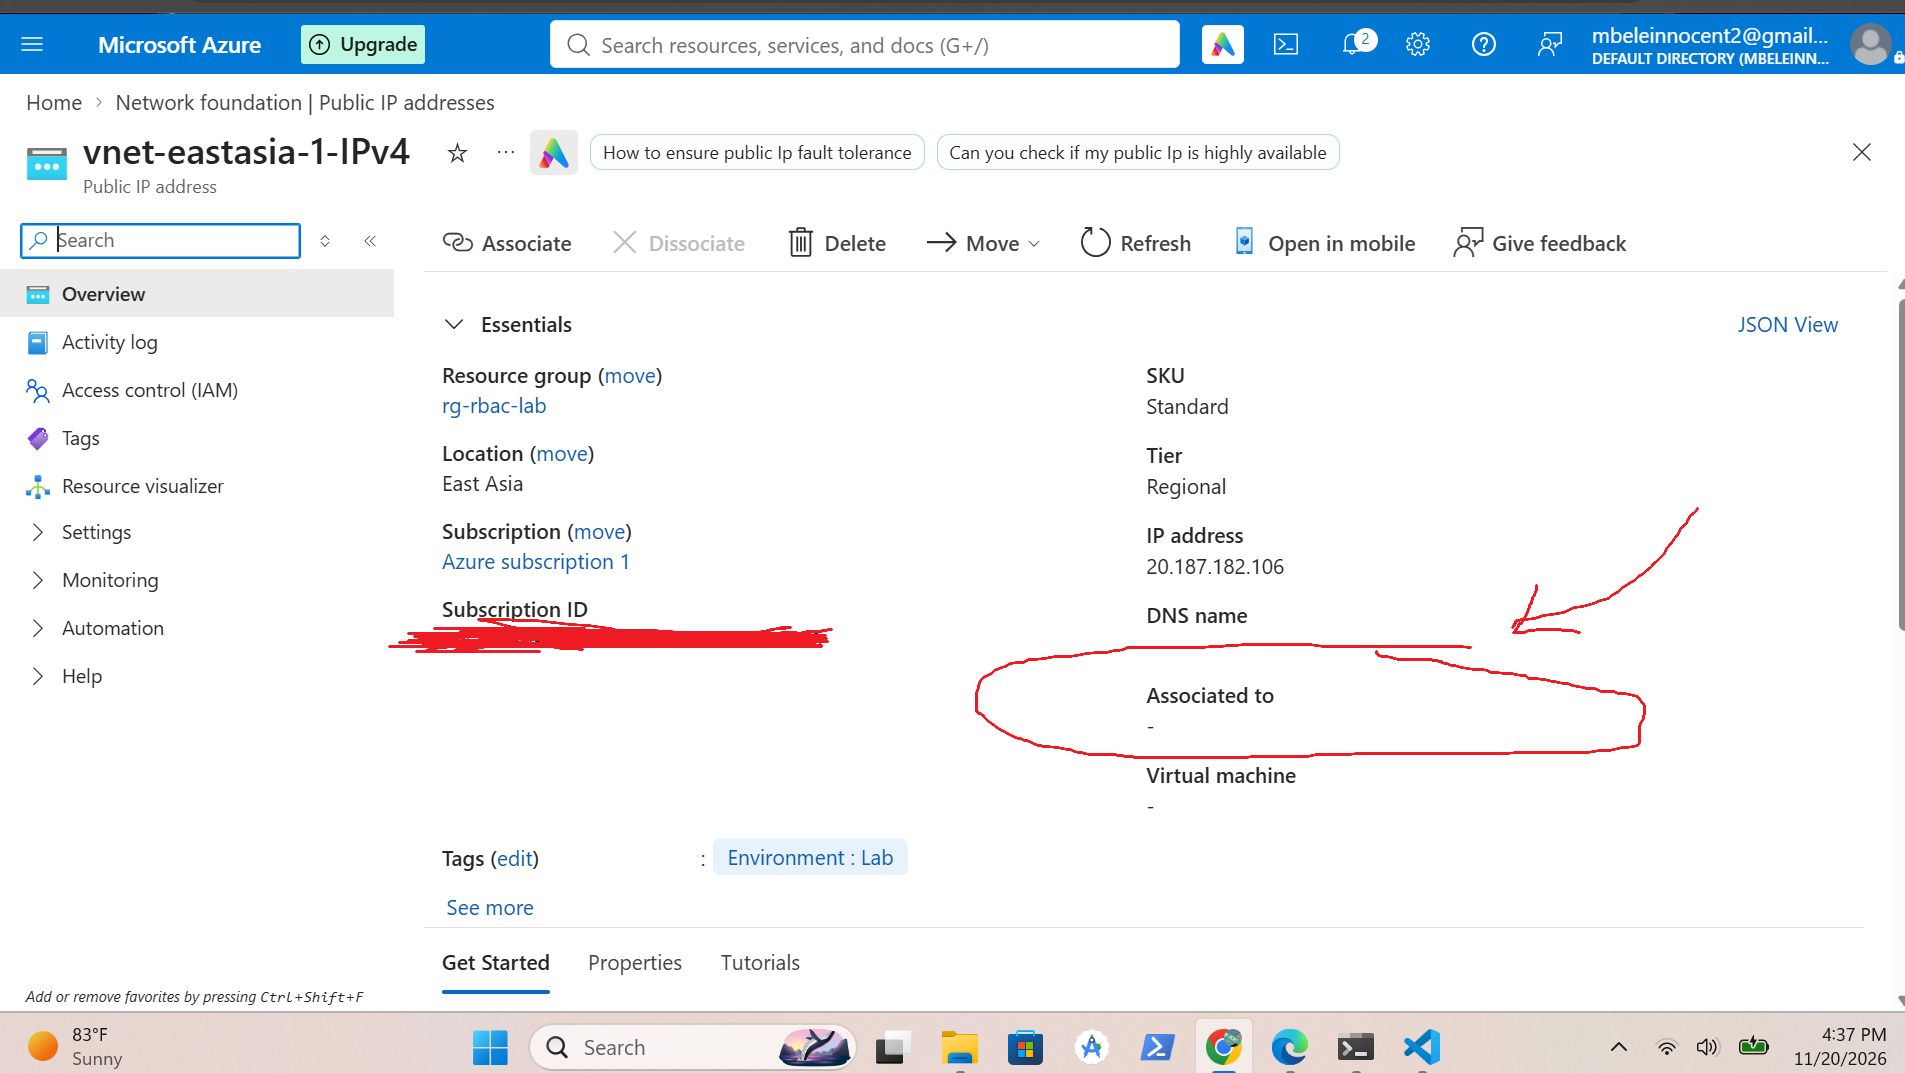 Microsoft Azure
Upgrade
Search resources, services, and docs (G+/)
2
mbeleinnocent2@gmail...
DEFAULT DIRECTORY (MBELEINN...
Home > Network foundation | Public IP addresses
vnet-eastasia-1-IPv4
Public IP address
How to ensure public Ip fault tolerance
Can you check if my public Ip is highly available
Search
Associate
Dissociate
Delete
Move
Refresh
Open in mobile
Give feedback
Overview
Activity log
Access control (IAM)
Tags
Resource visualizer
Settings
Monitoring
Automation
Help
Add or remove favorites by pressing Ctrl+Shift+F
Essentials
JSON View
Resource group (move)
rg-rbac-lab
Location (move)
East Asia
Subscription (move)
Azure subscription 1
Subscription ID
SKU
Standard
Tier
Regional
IP address
20.187.182.106
DNS name
Associated to
-
Virtual machine
-
Tags (edit)
: Environment : Lab
See more
Get Started
Properties
Tutorials
83°F
Sunny
Search
4:37 PM
11/20/2026